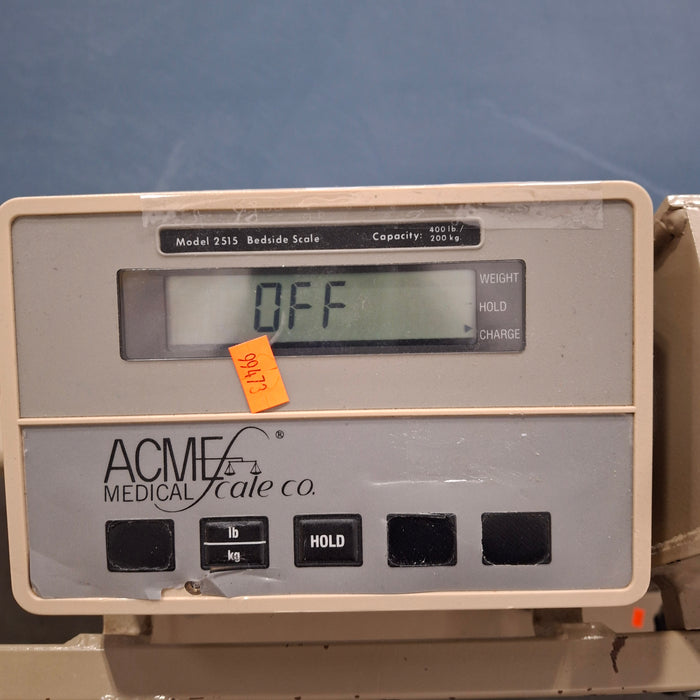 Model 2515 Bedside Scale Capacity: 400 lb./
200 kg.
OFF
WEIGHT
HOLD
CHARGE
99473
ACME ®
MEDICAL Scale co.
lb
kg
HOLD